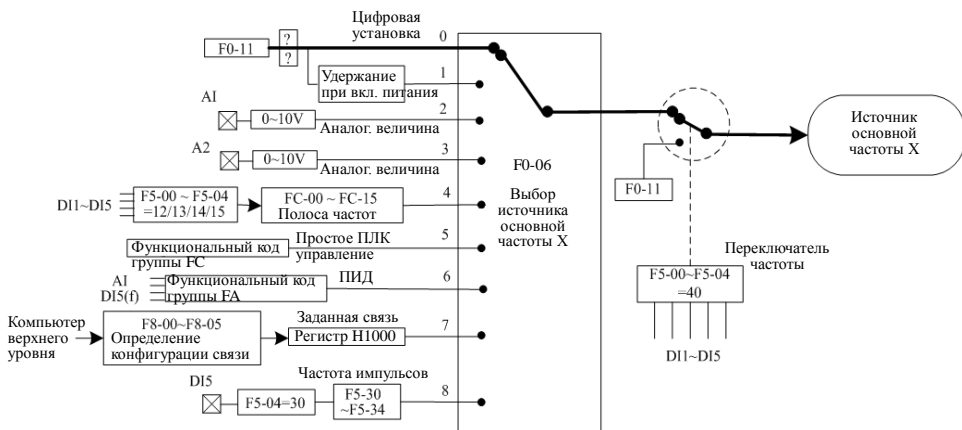 Цифровая
установка
0
F0-11
?
?
Удержание
при вкл. питания
1
AI
0~10V
Аналог. величина
2
A2
0~10V
Аналог. величина
3
DI1~DI5
F5-00 ~ F5-04
=12/13/14/15
FC-00 ~ FC-15
Полоса частот
4
Функциональный код
группы FC
Простое ПЛК
управление
5
AI
DI5(f)
Функциональный код
группы FA
ПИД
6
Компьютер
верхнего
уровня
F8-00~F8-05
Определение
конфигурации связи
Заданная связь
Регистр H1000
7
DI5
F5-04=30
Частота импульсов
F5-30
~F5-34
8
F0-06
Выбор
источника
основной
частоты X
F0-11
Источник
основной
частоты X
Переключатель
частоты
F5-00~F5-04
=40
DI1~DI5